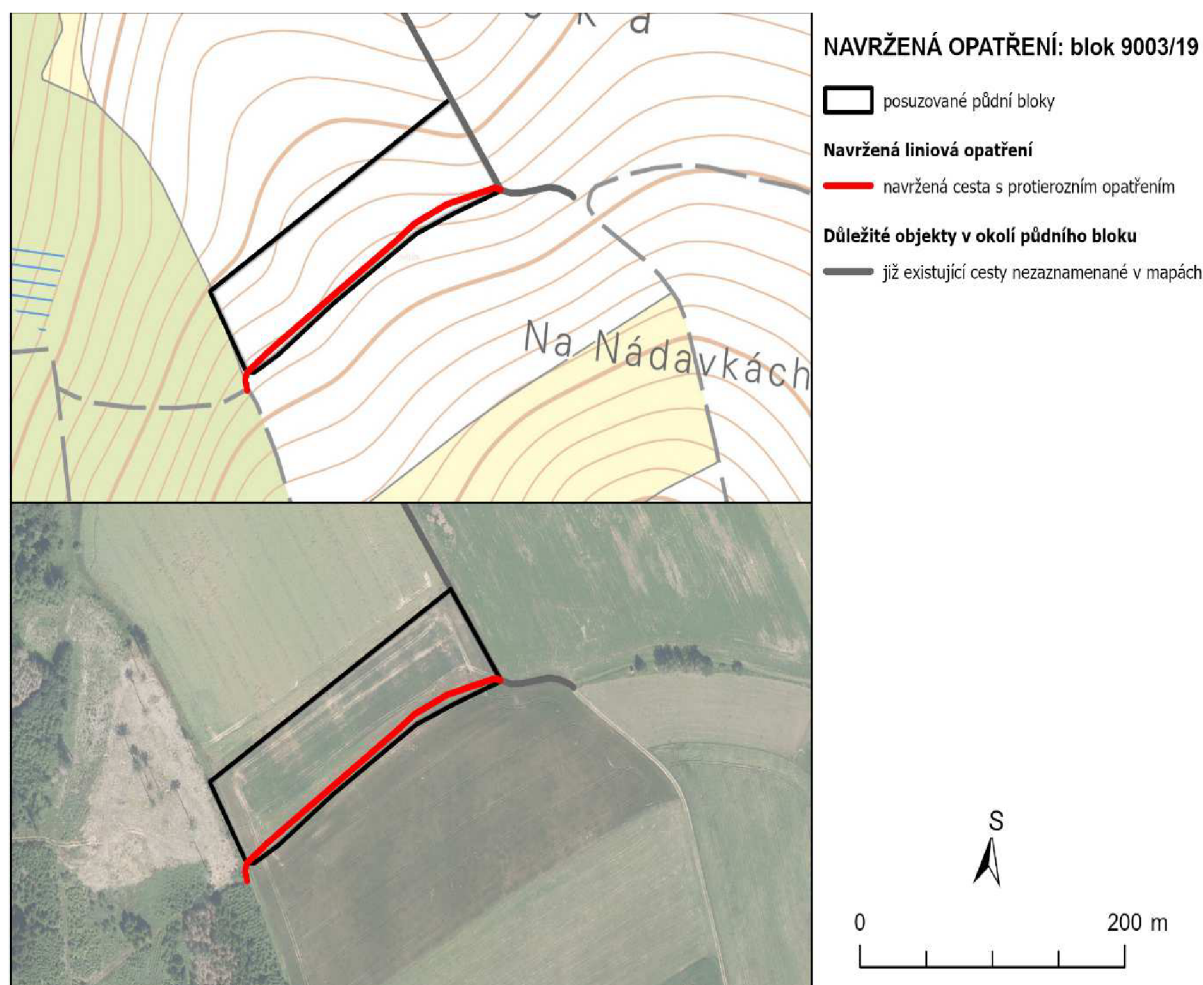 NAVRŽENÁ OPATŘENÍ: blok 9003/19
posuzované půdní bloky
Navržená liniová opatření
navržená cesta s protierozním opatřením
Důležité objekty v okolí půdního bloku
již existující cesty nezaznamenané v mapách
Na Nádavkách
S
0 200 m